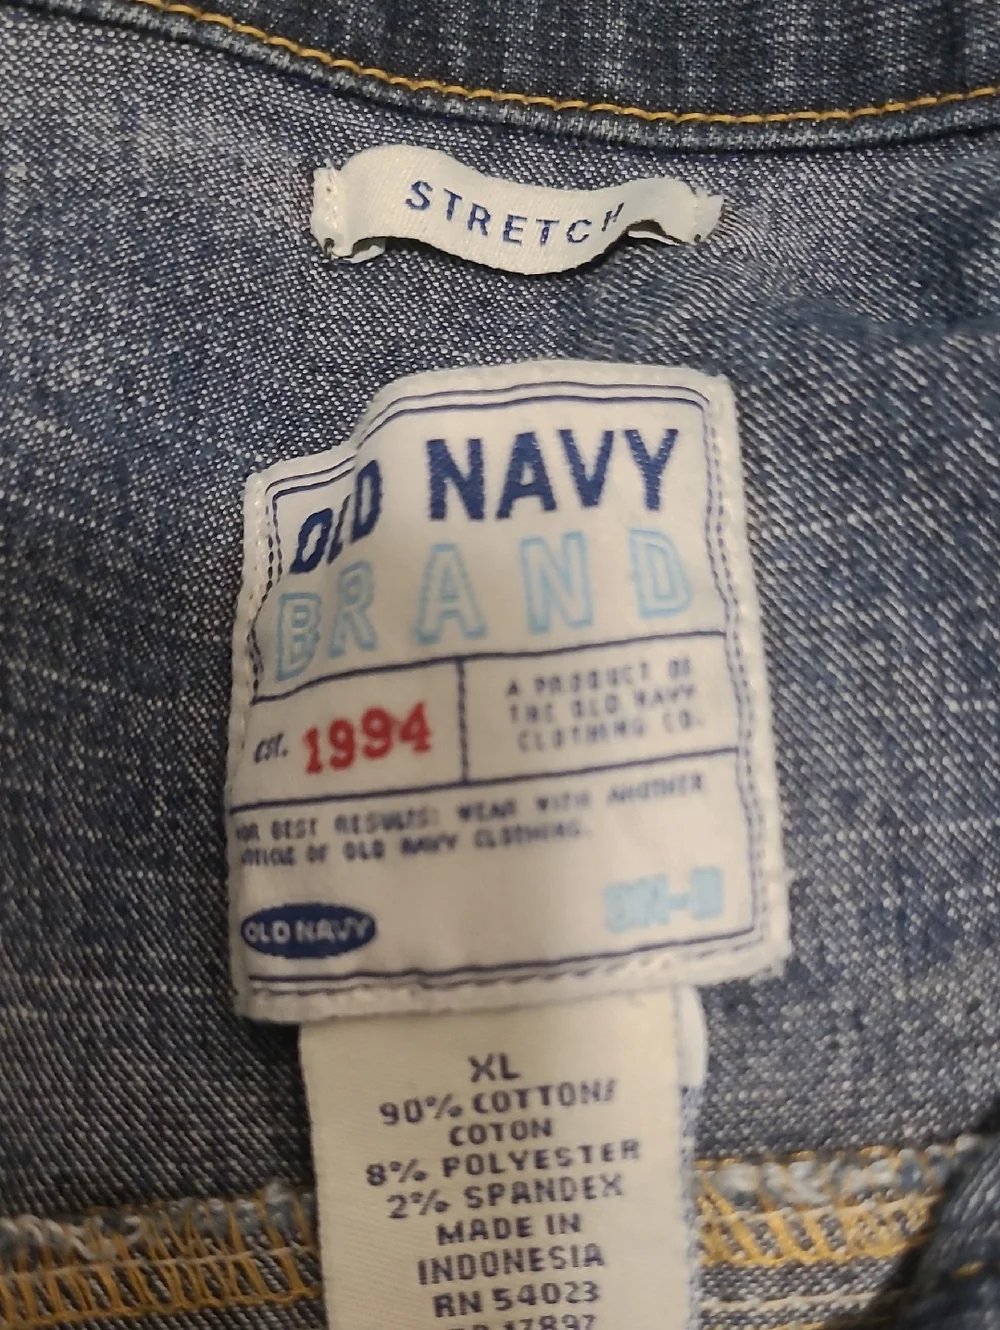 STRETCH
OLD NAVY
BRAND
est. 1994
A PRODUCT OF
THE OLD NAVY
CLOTHING CO.
FOR BEST RESULTS: WEAR WITH ANOTHER
ARTICLE OF OLD NAVY CLOTHING.
OLD NAVY
XL
90% COTTON/
COTON
8% POLYESTER
2% SPANDEX
MADE IN
INDONESIA
RN 54023
17897